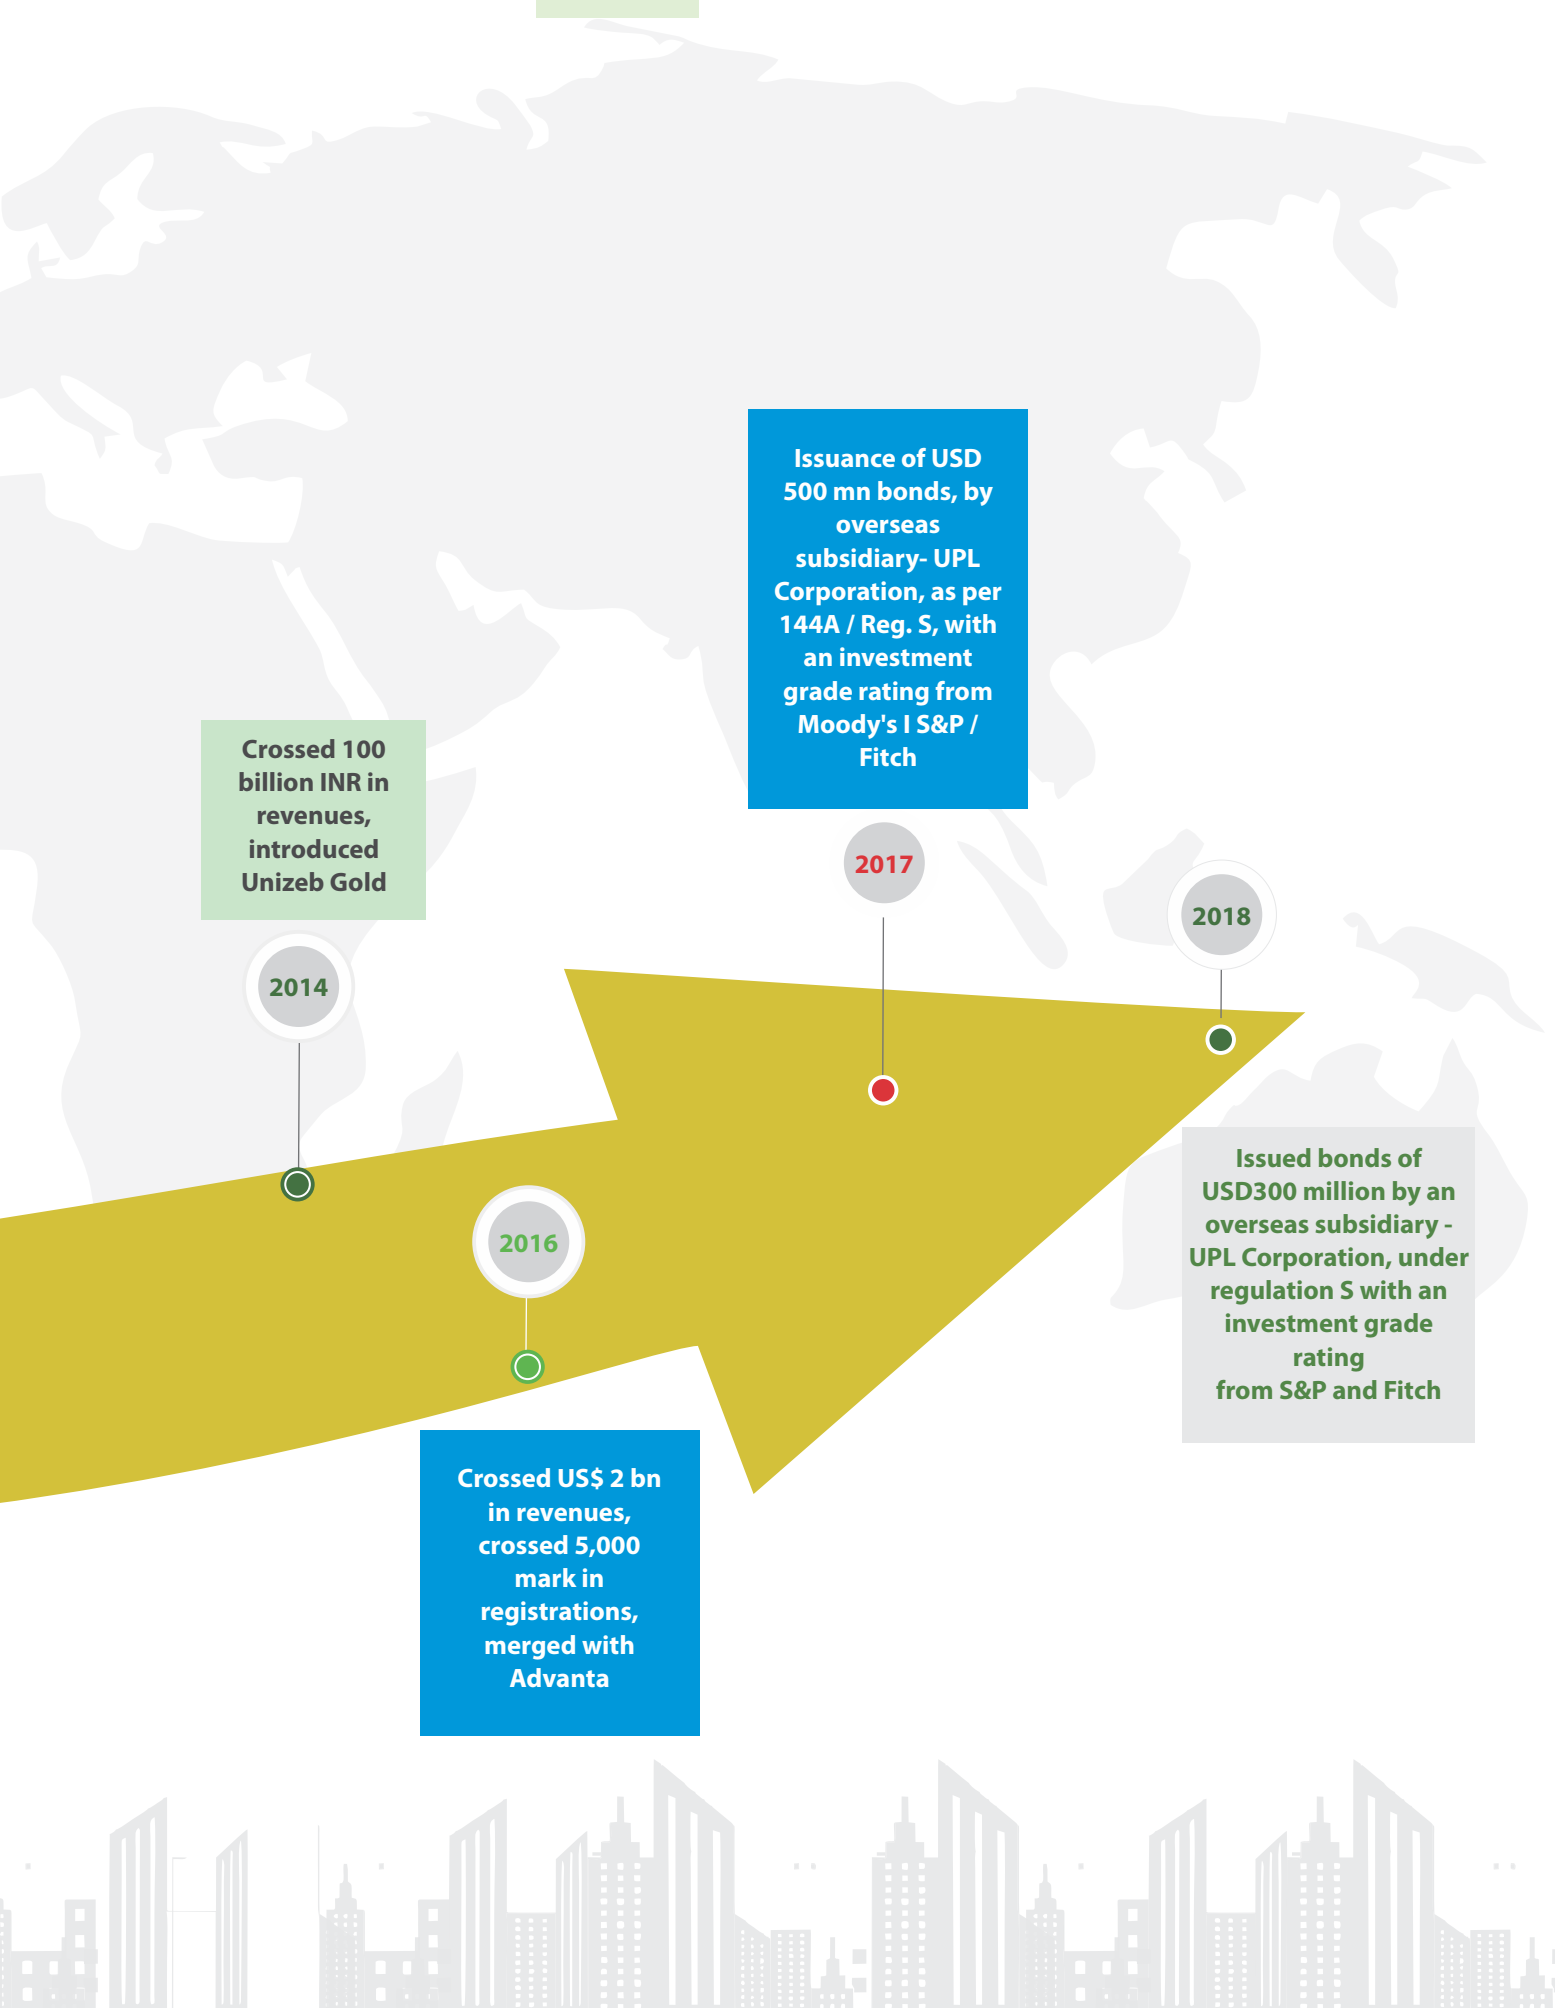 Issuance of USD
500 mn bonds, by
overseas
subsidiary- UPL
Corporation, as per
144A / Reg. S, with
an investment
grade rating from
Moody's I S&P /
Fitch
2017
Crossed 100
billion INR in
revenues,
introduced
Unizeb Gold
2014
2018
Issued bonds of
USD300 million by an
overseas subsidiary -
UPL Corporation, under
regulation S with an
investment grade
rating
from S&P and Fitch
2016
Crossed US$ 2 bn
in revenues,
crossed 5,000
mark in
registrations,
merged with
Advanta